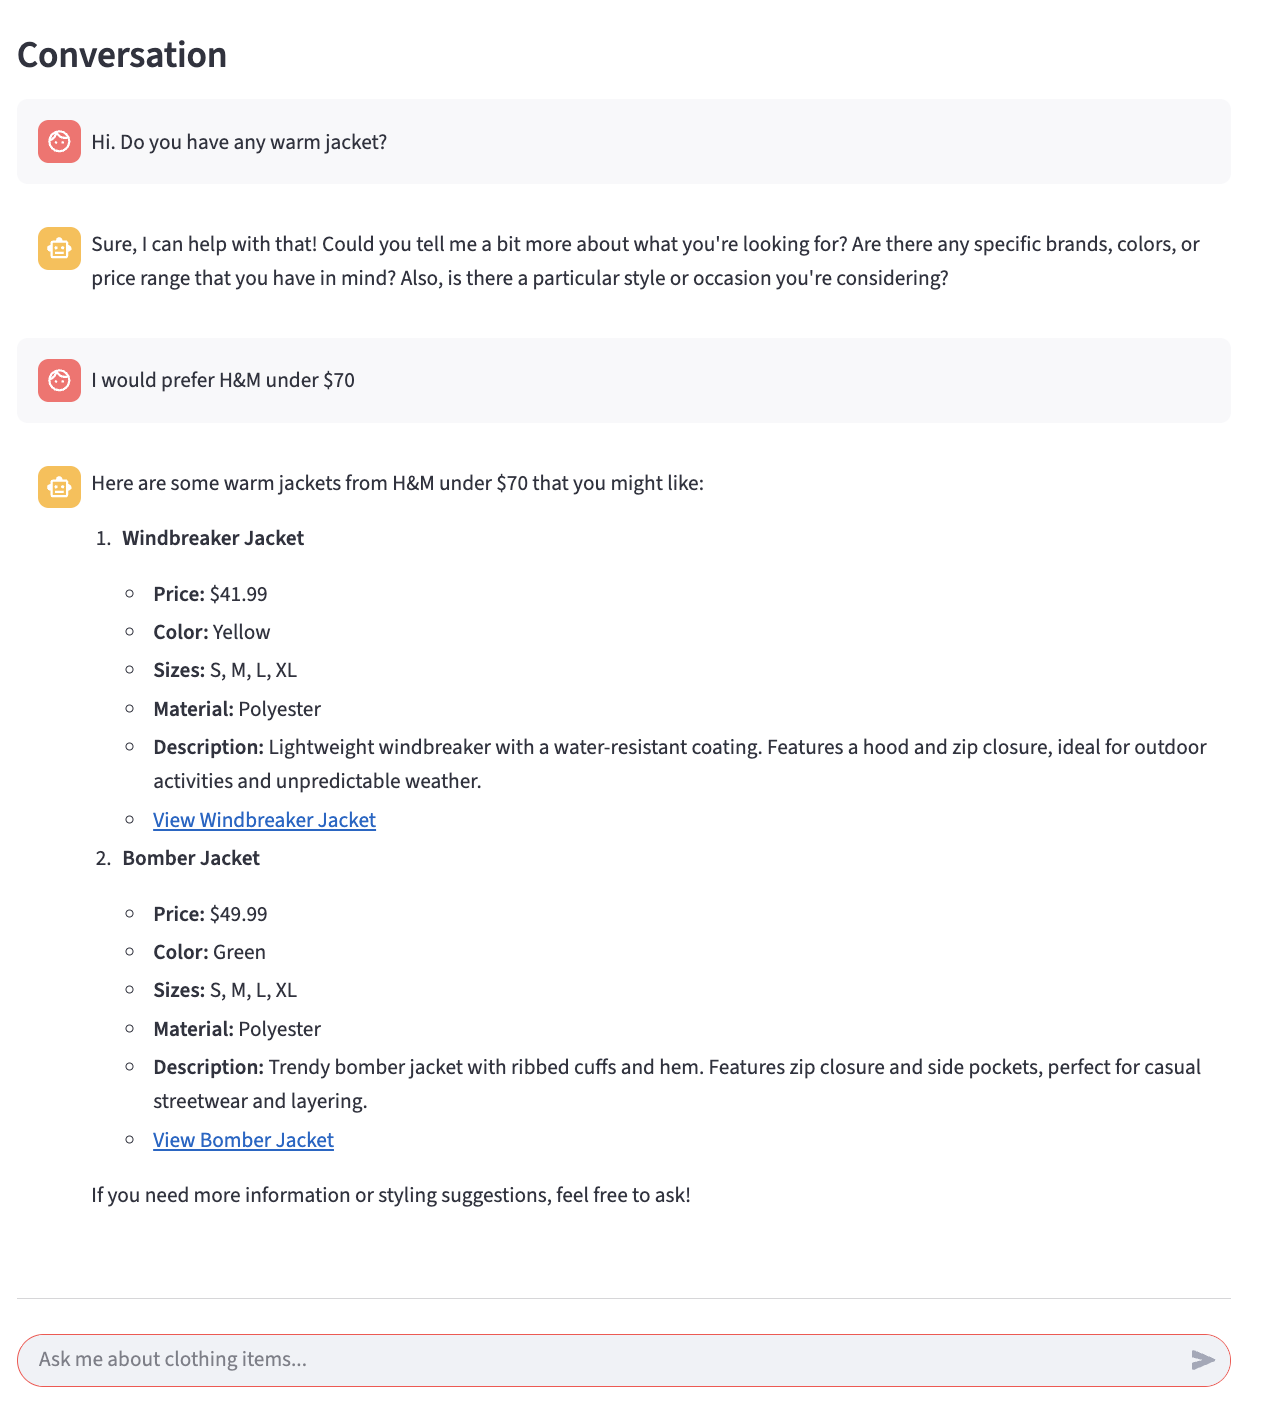 Conversation
Hi. Do you have any warm jacket?
Sure, I can help with that! Could you tell me a bit more about what you're looking for? Are there any specific brands, colors, or
price range that you have in mind? Also, is there a particular style or occasion you're considering?
I would prefer H&M under $70
Here are some warm jackets from H&M under $70 that you might like:
1. Windbreaker Jacket
Price: $41.99
Color: Yellow
Sizes: S, M, L, XL
Material: Polyester
Description: Lightweight windbreaker with a water-resistant coating. Features a hood and zip closure, ideal for outdoor
activities and unpredictable weather.
View Windbreaker Jacket
2. Bomber Jacket
Price: $49.99
Color: Green
Sizes: S, M, L, XL
Material: Polyester
Description: Trendy bomber jacket with ribbed cuffs and hem. Features zip closure and side pockets, perfect for casual
streetwear and layering.
View Bomber Jacket
If you need more information or styling suggestions, feel free to ask!
Ask me about clothing items...